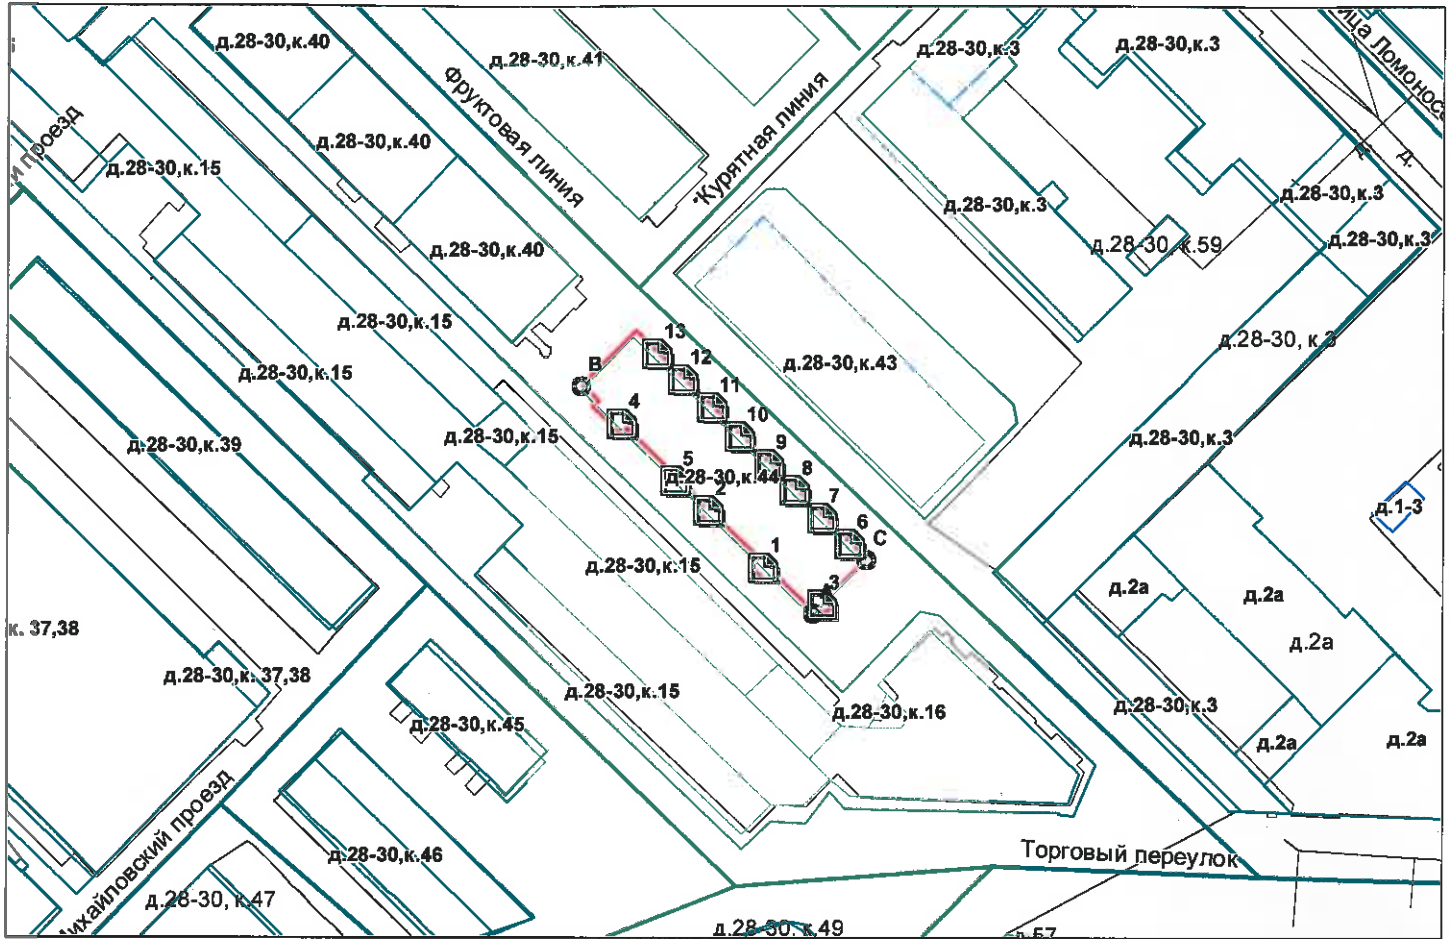 д.28-30,к.40
д.28-30,к.41
д.28-30,к.3
д.28-30,к.3
Ломонос
Фруктовая линия
"Курятная линия
проезд
д.28-30,к.15
д.28-30,к.40
д.28-30,к.3
д.28-30,к.3
д.28-30,к.3
д.28-30, к.59
д.28-30,к.40
д.28-30,к.15
д.28-30,к.15
д.28-30,к.43
д.28-30, к.3
13
12
В
11
4
10
9
8
7
6
С
5
2
1
3
д.28-30,к.44
д.28-30,к.39
д.28-30,к.15
д.28-30,к.3
д.1-3
д.28-30,к.15
д.2а
д.2а
д.2а
к. 37,38
д.28-30,к. 37,38
д.28-30,к.15
д.28-30,к.45
д.28-30,к.16
д.28-30,к.3
д.2а
д.2а
Михайловский проезд
д.28-30,к.46
Торговый переулок
д.28-30, к.47
д.28-30, к.49
д.57